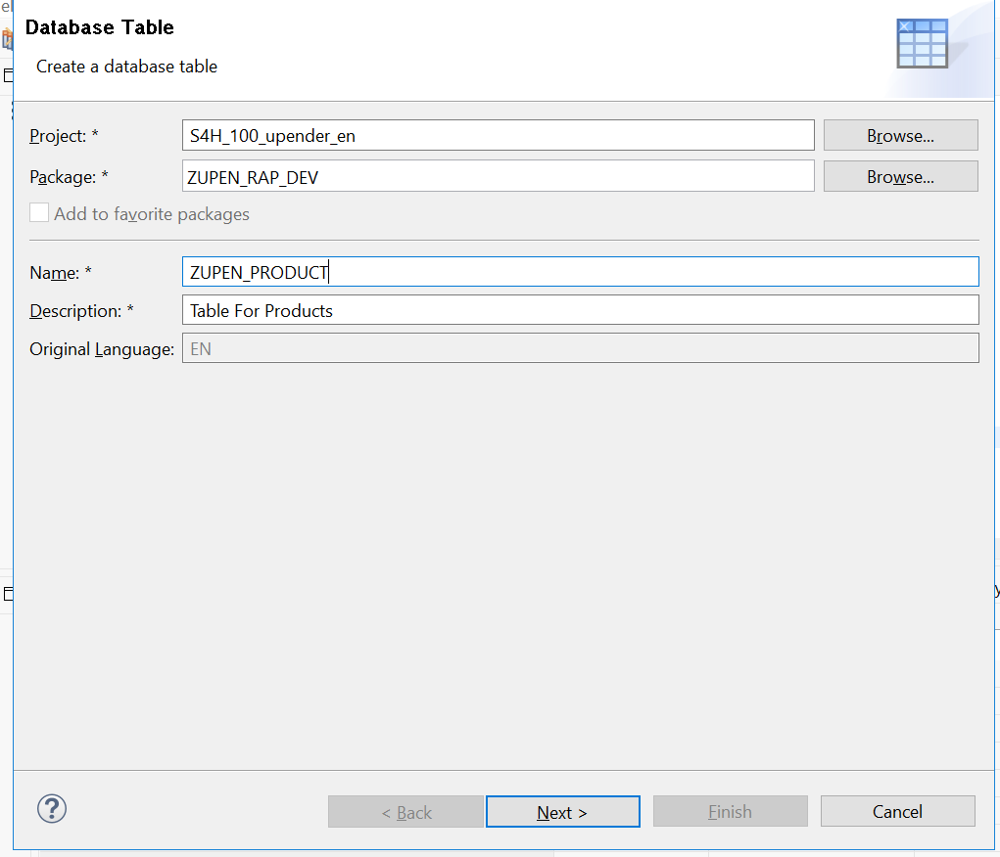 Database Table
Create a database table
Project: * S4H_100_upender_en Browse...
Package: * ZUPEN_RAP_DEV Browse...
Add to favorite packages
Name: * ZUPEN_PRODUCT
Description: * Table For Products
Original Language: EN
? < Back Next > Finish Cancel